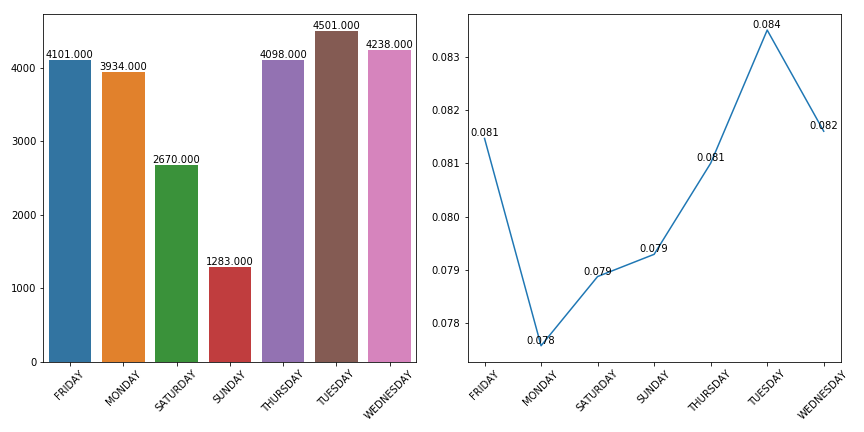 4101.000
3934.000
2670.000
1283.000
4098.000
4501.000
4238.000
4000
3000
2000
1000
0
FRIDAY
MONDAY
SATURDAY
SUNDAY
THURSDAY
TUESDAY
WEDNESDAY
0.081
0.078
0.079
0.079
0.081
0.084
0.082
0.083
0.082
0.081
0.080
0.079
0.078
FRIDAY
MONDAY
SATURDAY
SUNDAY
THURSDAY
TUESDAY
WEDNESDAY